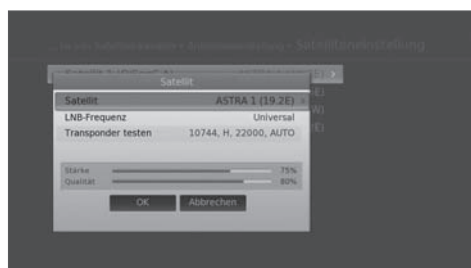 Satelliteneinstellung
Satellit
Satellit ASTRA 1 (19.2E)
LNB-Frequenz Universal
Transponder testen 10744, H, 22000, AUTO
Stärke 75%
Qualität 80%
OK Abbrechen